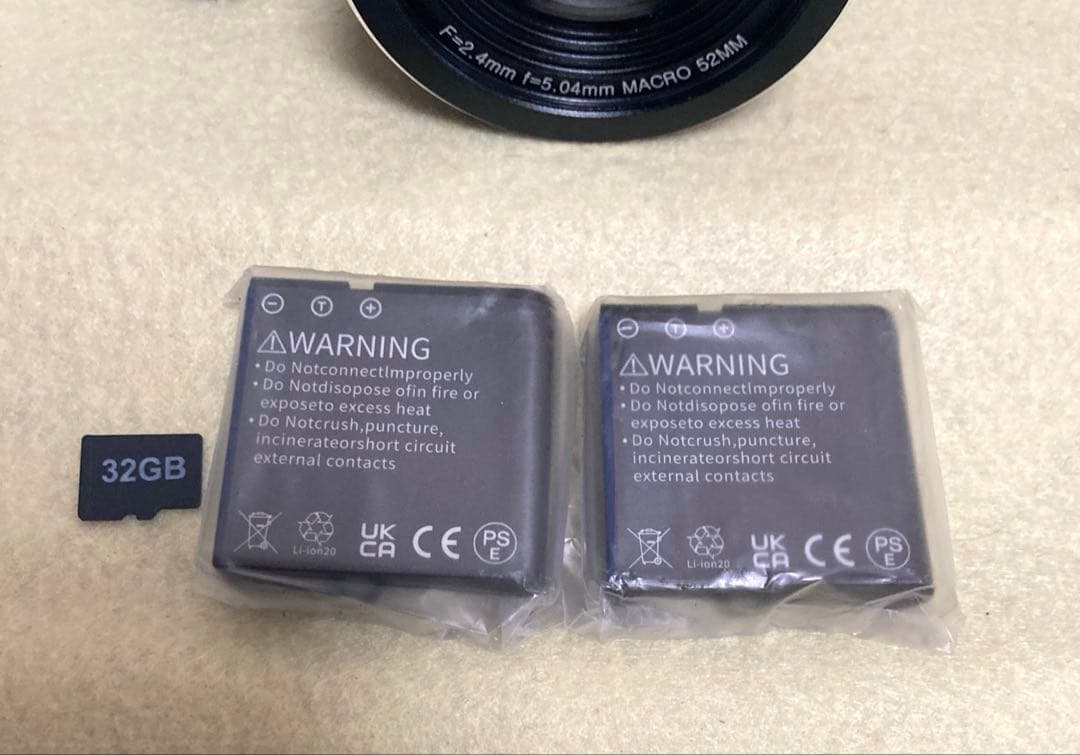 F=2.4mm f=5.04mm MACRO 52MM
32GB
T
WARNING
• Do NotconnectImproperly
• Do Notdisopose ofin fire or
exposeto excess heat
• Do Notcrush,puncture,
incinerateorshort circuit
external contacts
Li-ion20
UK
CA
CE
PS
E
T
WARNING
• Do NotconnectImproperly
• Do Notdisopose ofin fire or
exposeto excess heat
• Do Notcrush,puncture,
incinerateorshort circuit
external contacts
Li-ion20
UK
CA
CE
PS
E